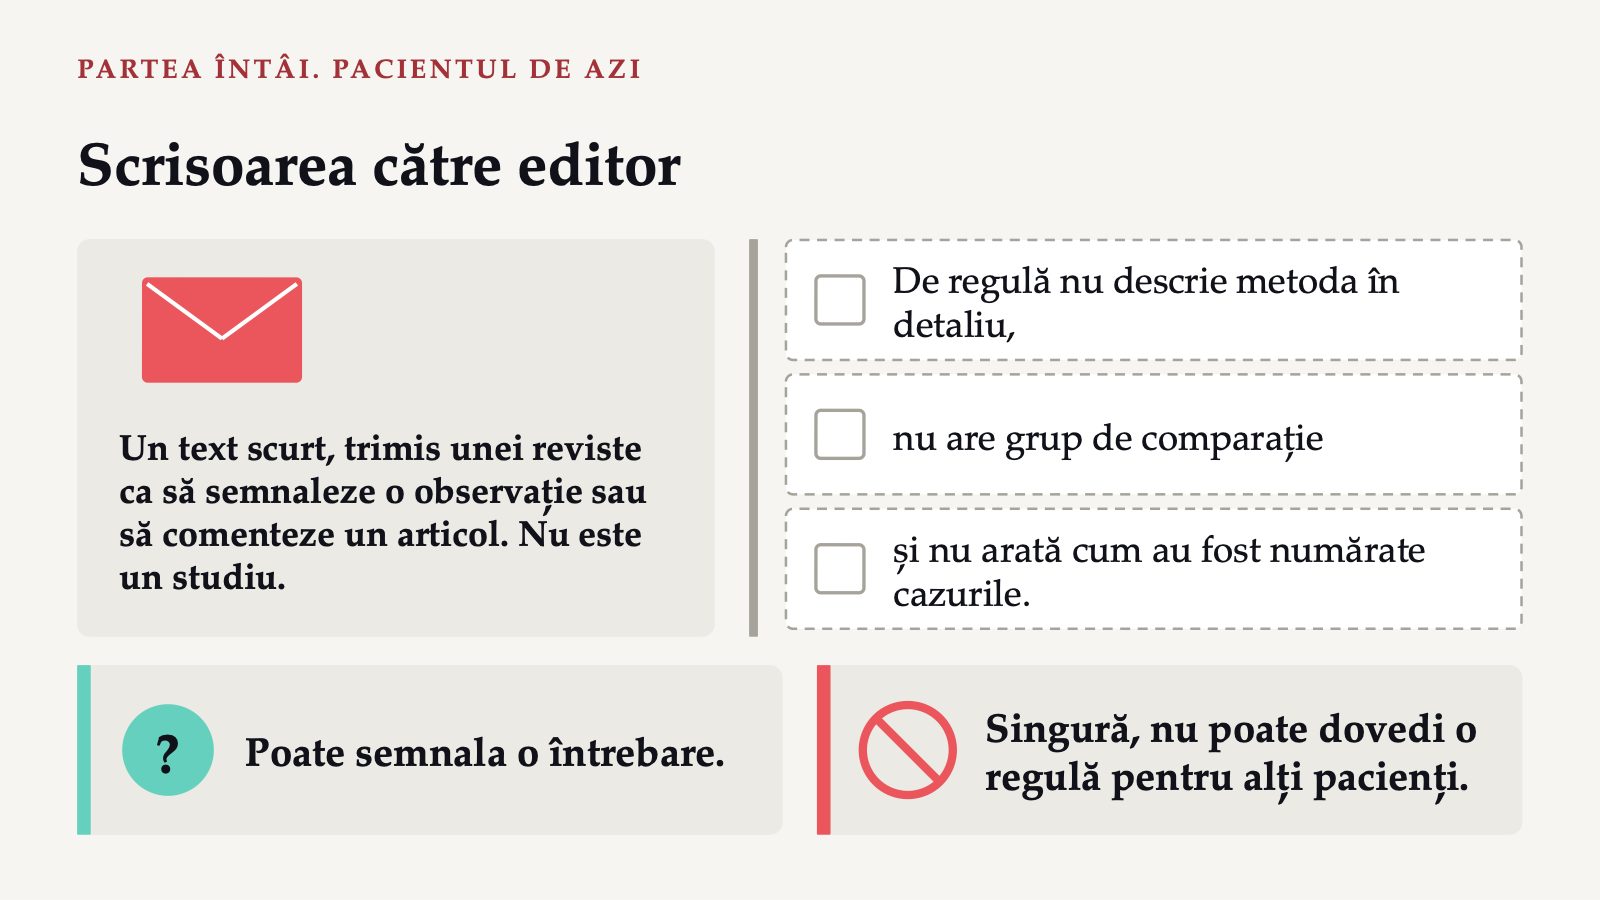 PARTEA ÎNTÂI. PACIENTUL DE AZI
Scrisoarea către editor
Un text scurt, trimis unei reviste
ca să semnaleze o observație sau
să comenteze un articol. Nu este
un studiu.
De regulă nu descrie metoda în
detaliu,
nu are grup de comparație
și nu arată cum au fost numărate
cazurile.
?
Poate semnala o întrebare.
Singură, nu poate dovedi o
regulă pentru alți pacienți.